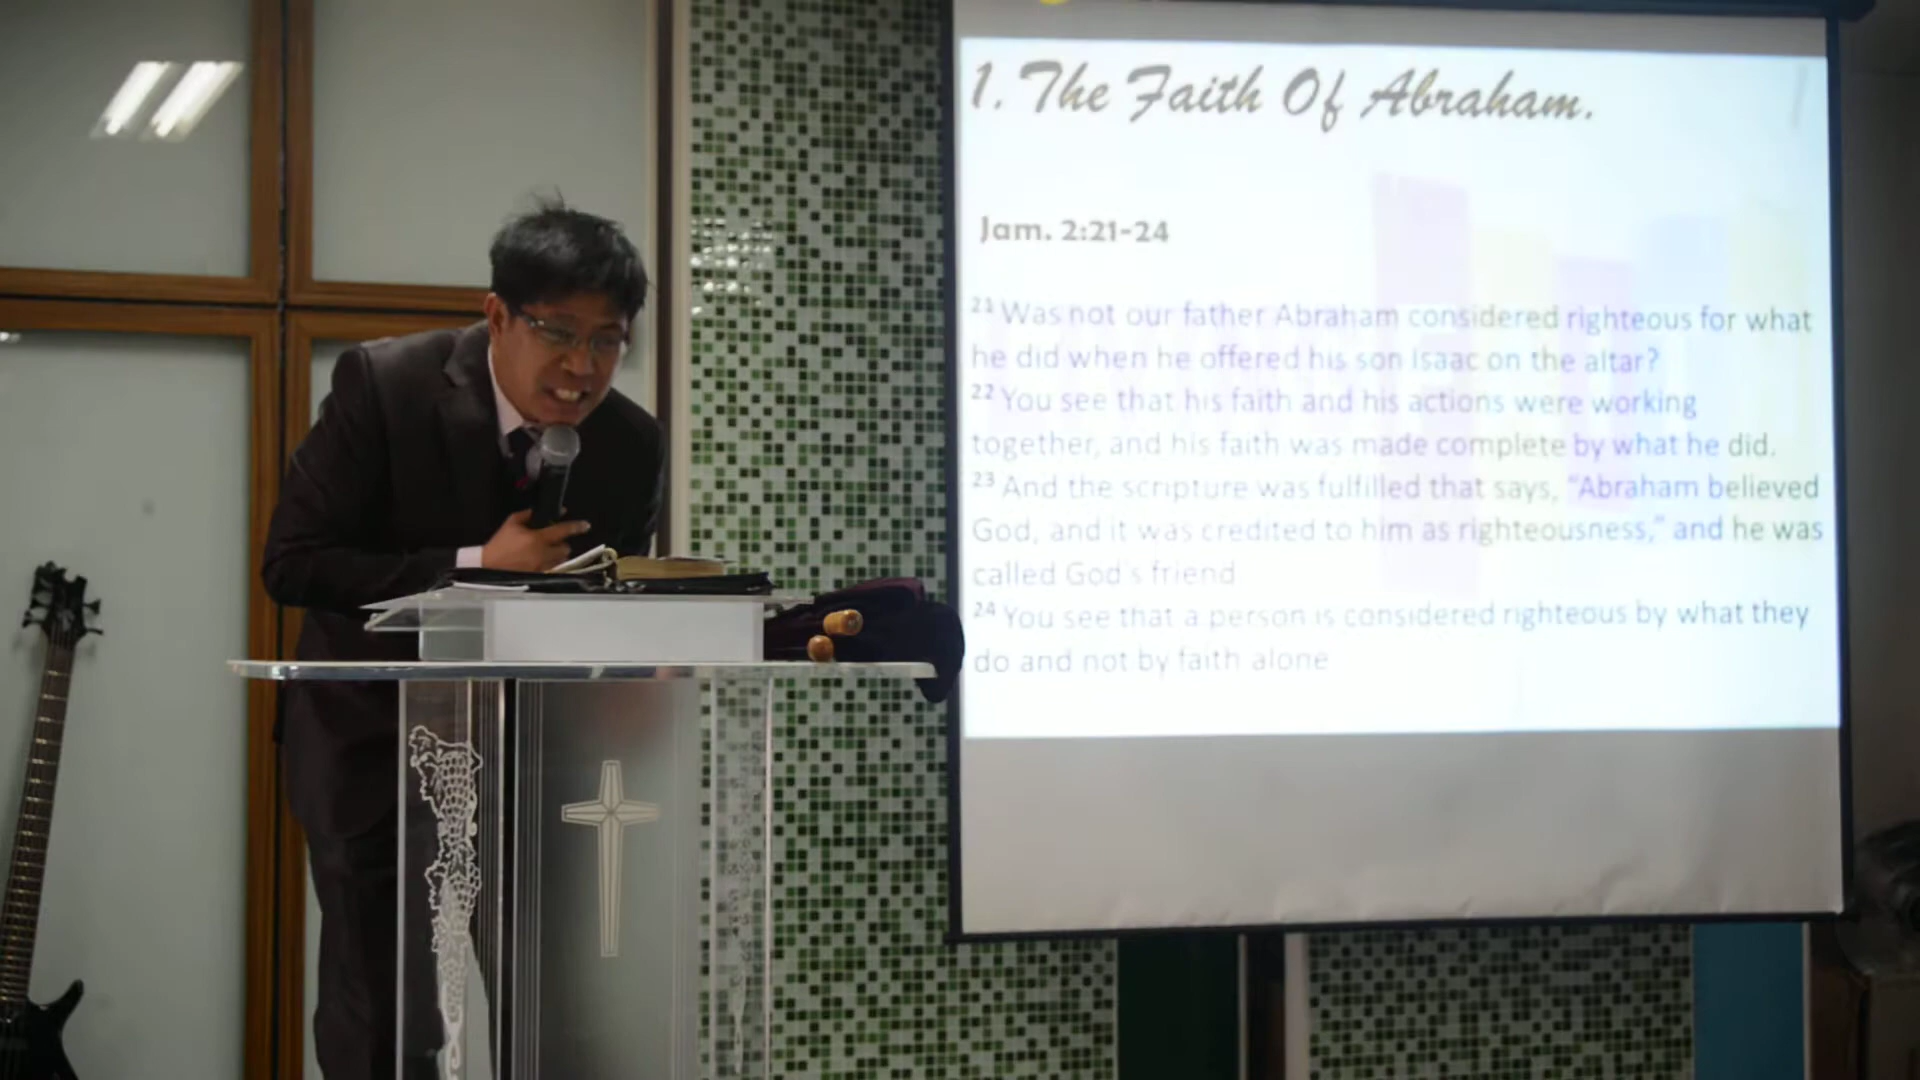 1. The Faith Of Abraham.
Jam. 2:21-24
21 Was not our father Abraham considered righteous for what
he did when he offered his son Isaac on the altar?
22 You see that his faith and his actions were working
together, and his faith was made complete by what he did.
23 And the scripture was fulfilled that says, “Abraham believed
God, and it was credited to him as righteousness,” and he was
called God's friend
24 You see that a person is considered righteous by what they
do and not by faith alone